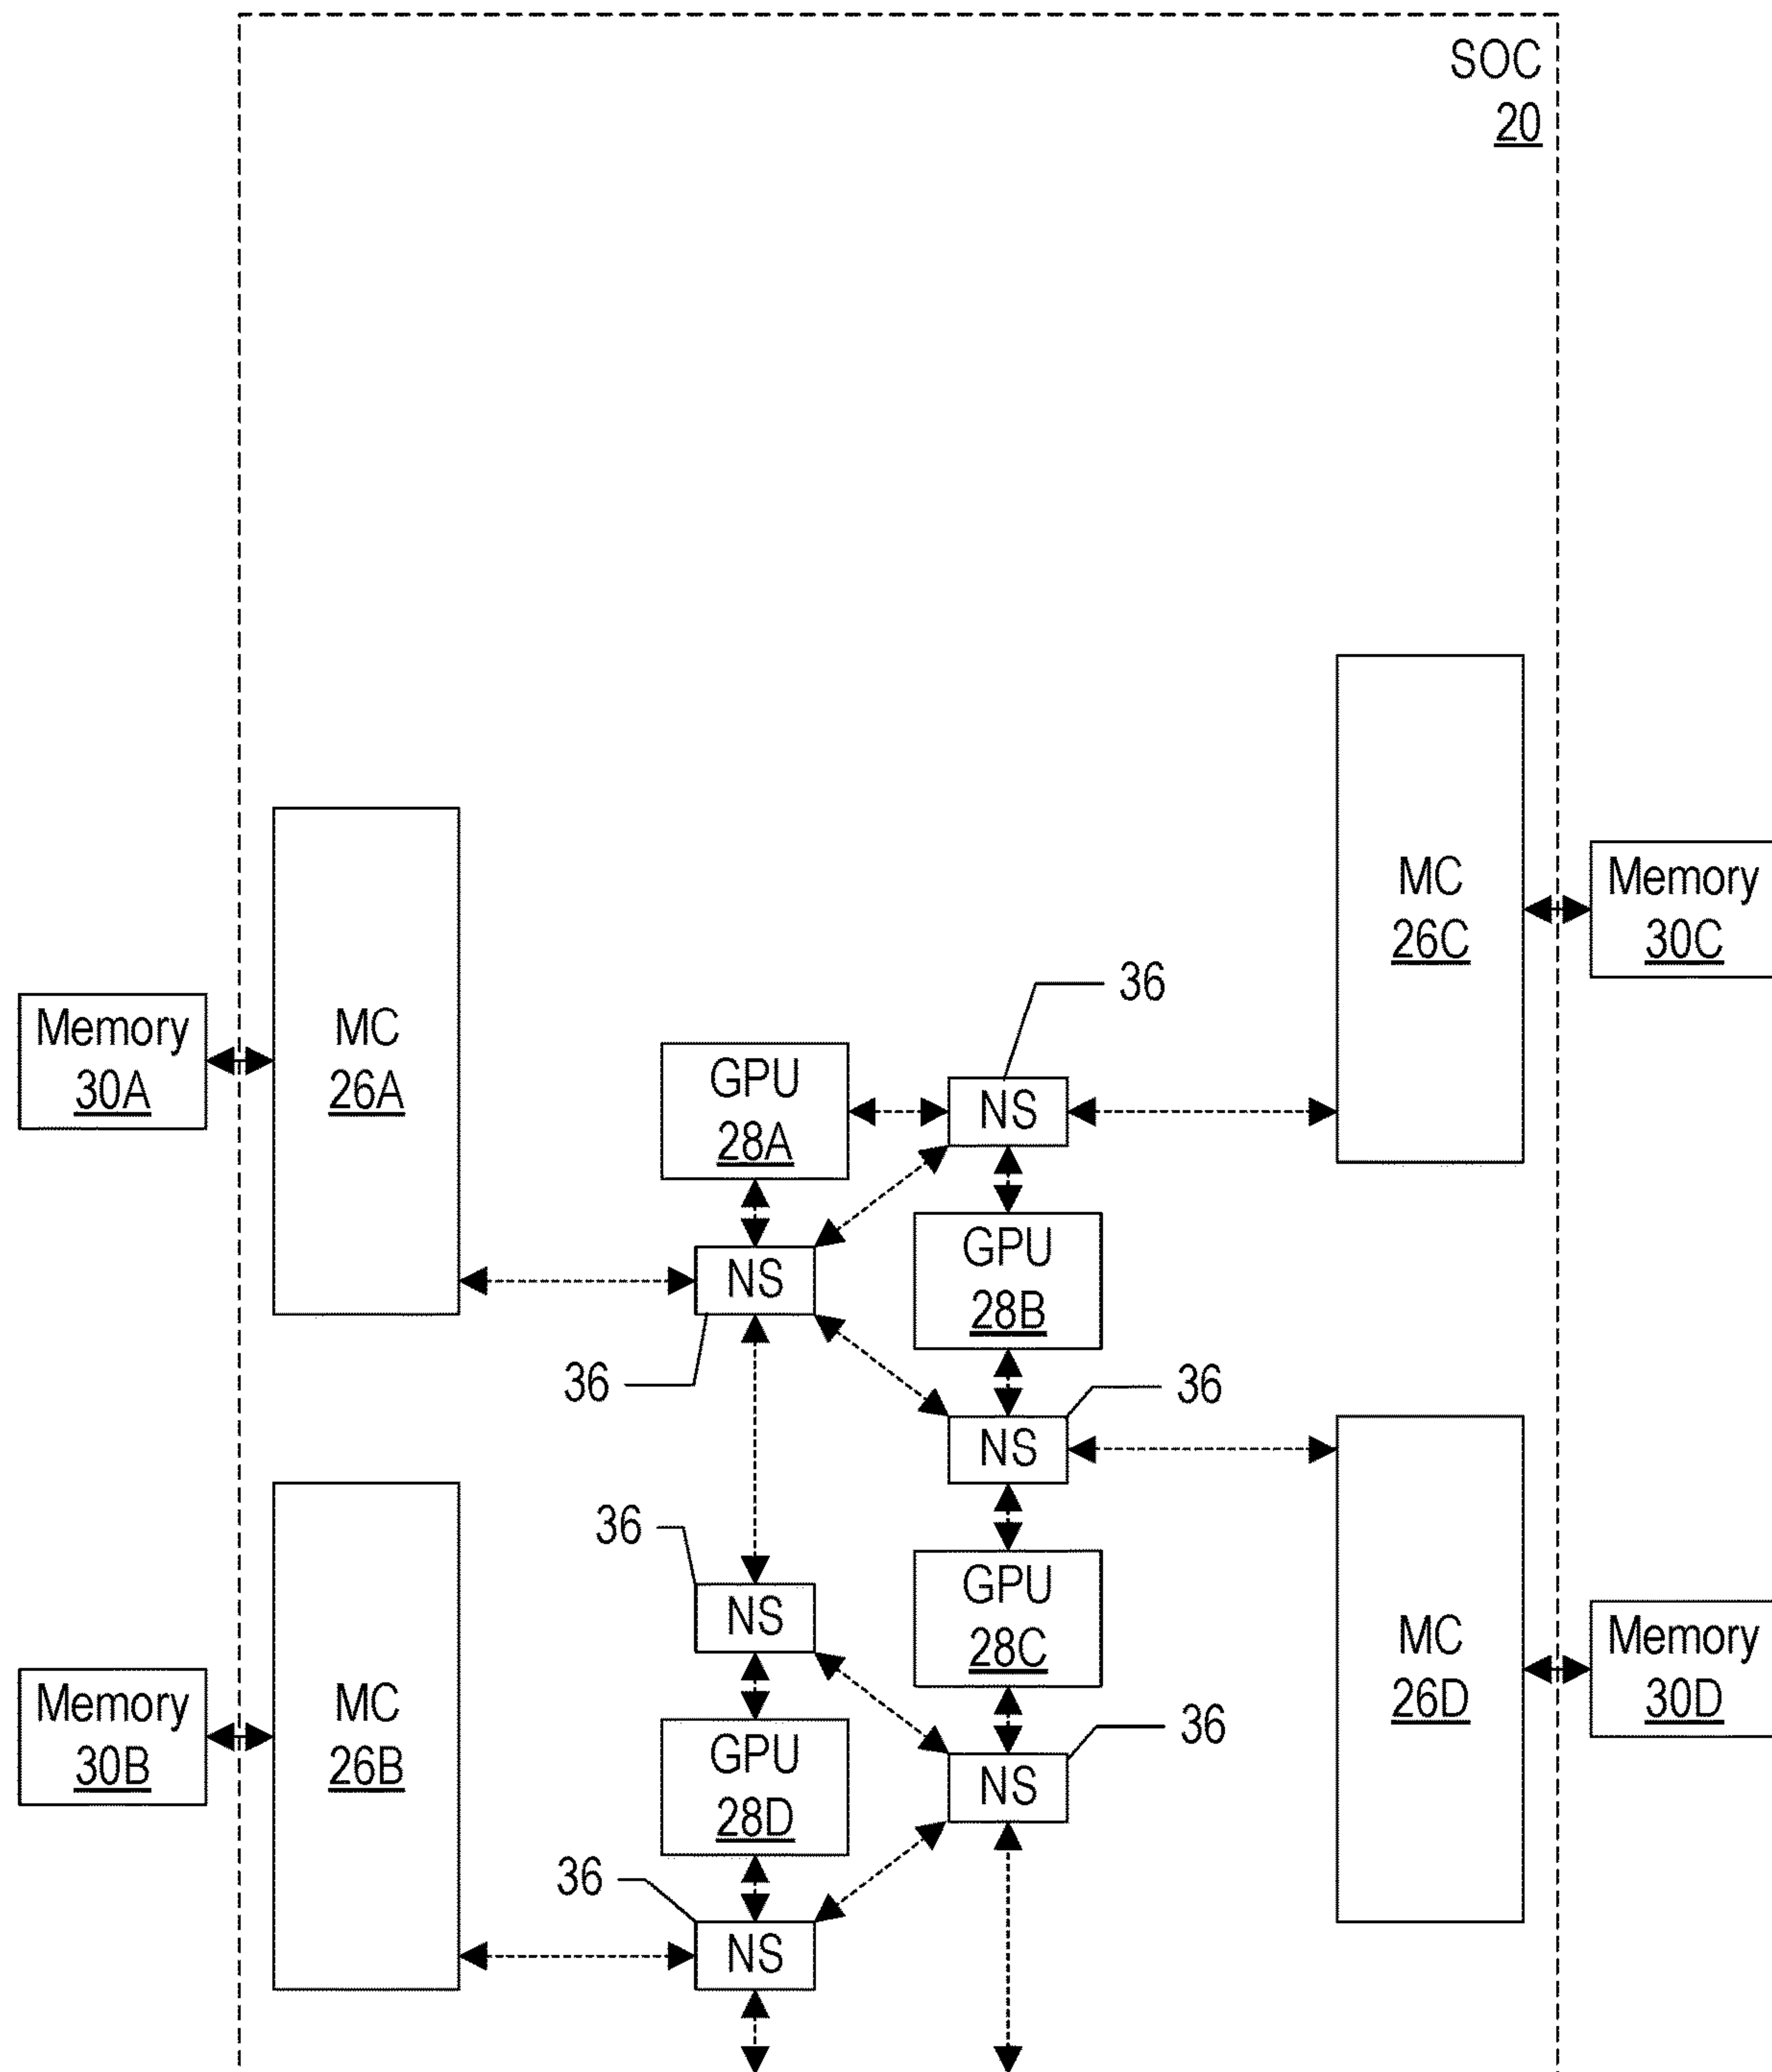 SOC
20
MC
26C
Memory
30C
36
Memory
30A
MC
26A
GPU
28A
NS
NS
GPU
28B
36
36
NS
36
NS
GPU
28C
MC
26D
Memory
30D
Memory
30B
MC
26B
GPU
28D
36
NS
36
NS